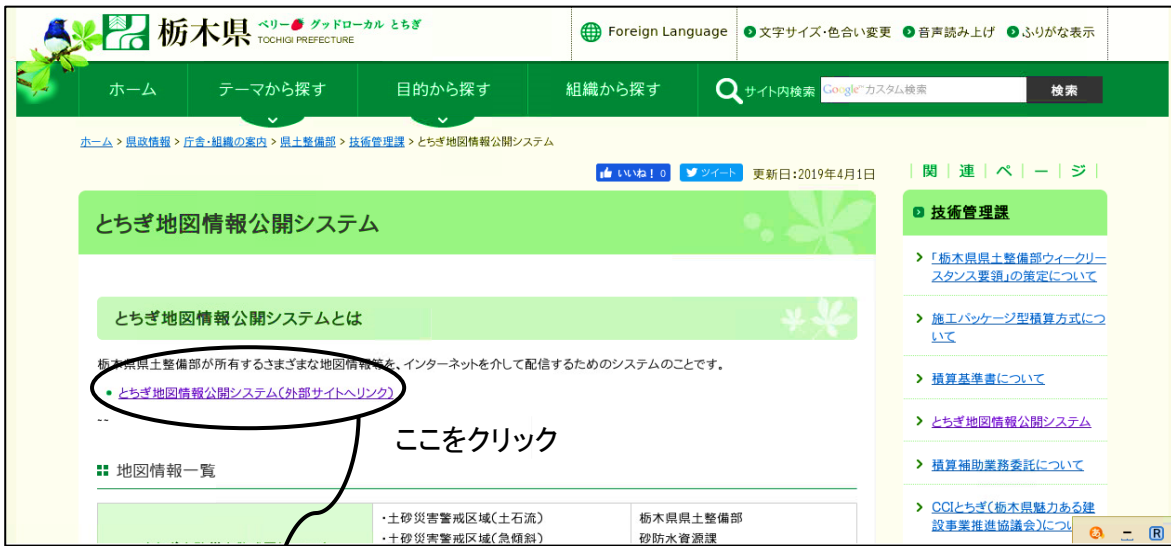 栃木県
ベリー グッドローカル とちぎ
TOCHIGI PREFECTURE
Foreign Language
文字サイズ・色合い変更
音声読み上げ
ふりがな表示
ホーム
テーマから探す
目的から探す
組織から探す
サイト内検索
Google カスタム検索
検索
ホーム > 県政情報 > 庁舎・組織の案内 > 県土整備部 > 技術管理課 > とちぎ地図情報公開システム
いいね! 0
ツイート
更新日:2019年4月1日
とちぎ地図情報公開システム
とちぎ地図情報公開システムとは
栃木県県土整備部が所有するさまざまな地図情報等を、インターネットを介して配信するためのシステムのことです。
とちぎ地図情報公開システム(外部サイトへリンク)
ここをクリック
地図情報一覧
・土砂災害警戒区域(土石流)
・土砂災害警戒区域(急傾斜)
栃木県県土整備部
砂防水資源課
関連ページ
技術管理課
「栃木県県土整備部ウィークリー
スタンス要領」の策定について
施工パッケージ型積算方式につ
いて
積算基準書について
とちぎ地図情報公開システム
積算補助業務委託について
CCIとちぎ(栃木県魅力ある建
設事業推進協議会)につい